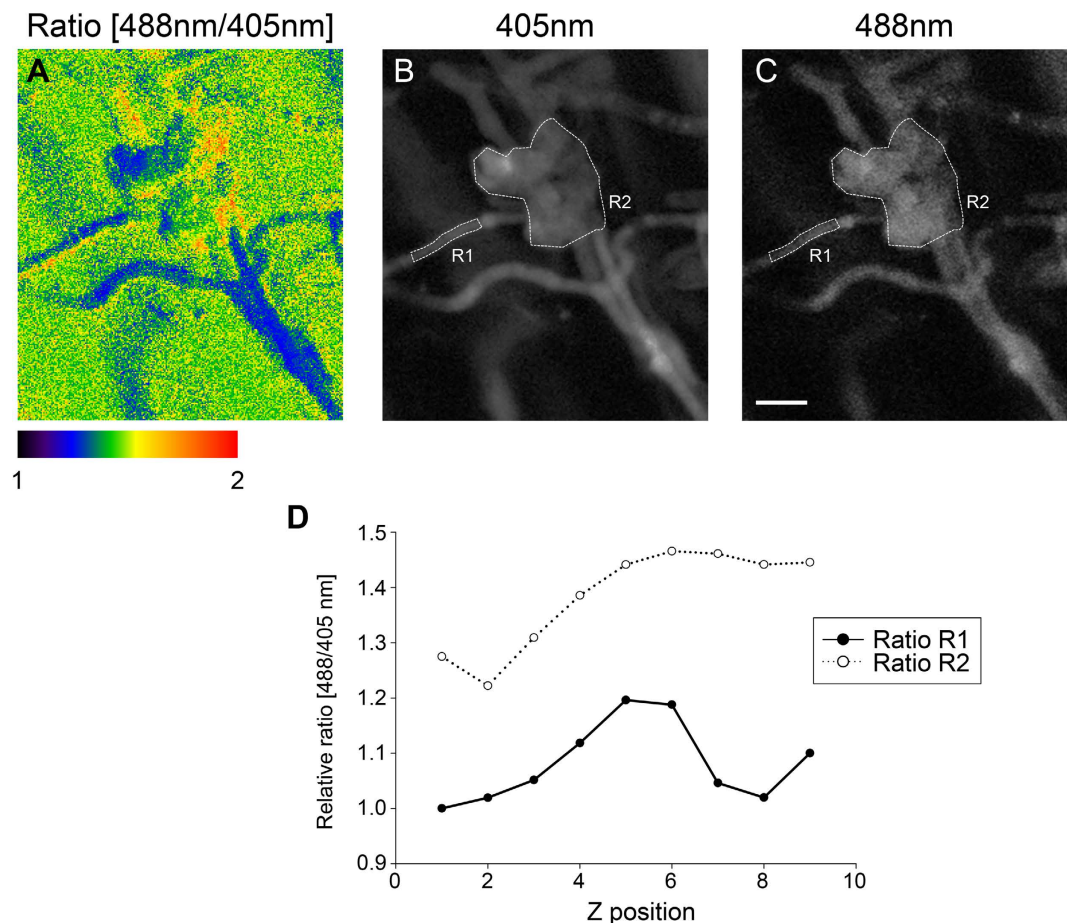 Ratio [488nm/405nm]
405nm
488nm
A
B
C
R2
R1
R2
R1
1
2
D
1.5
1.4
1.3
1.2
1.1
1.0
0.9
Relative ratio [488/405 nm]
0
2
4
6
8
10
Z position
Ratio R1
Ratio R2